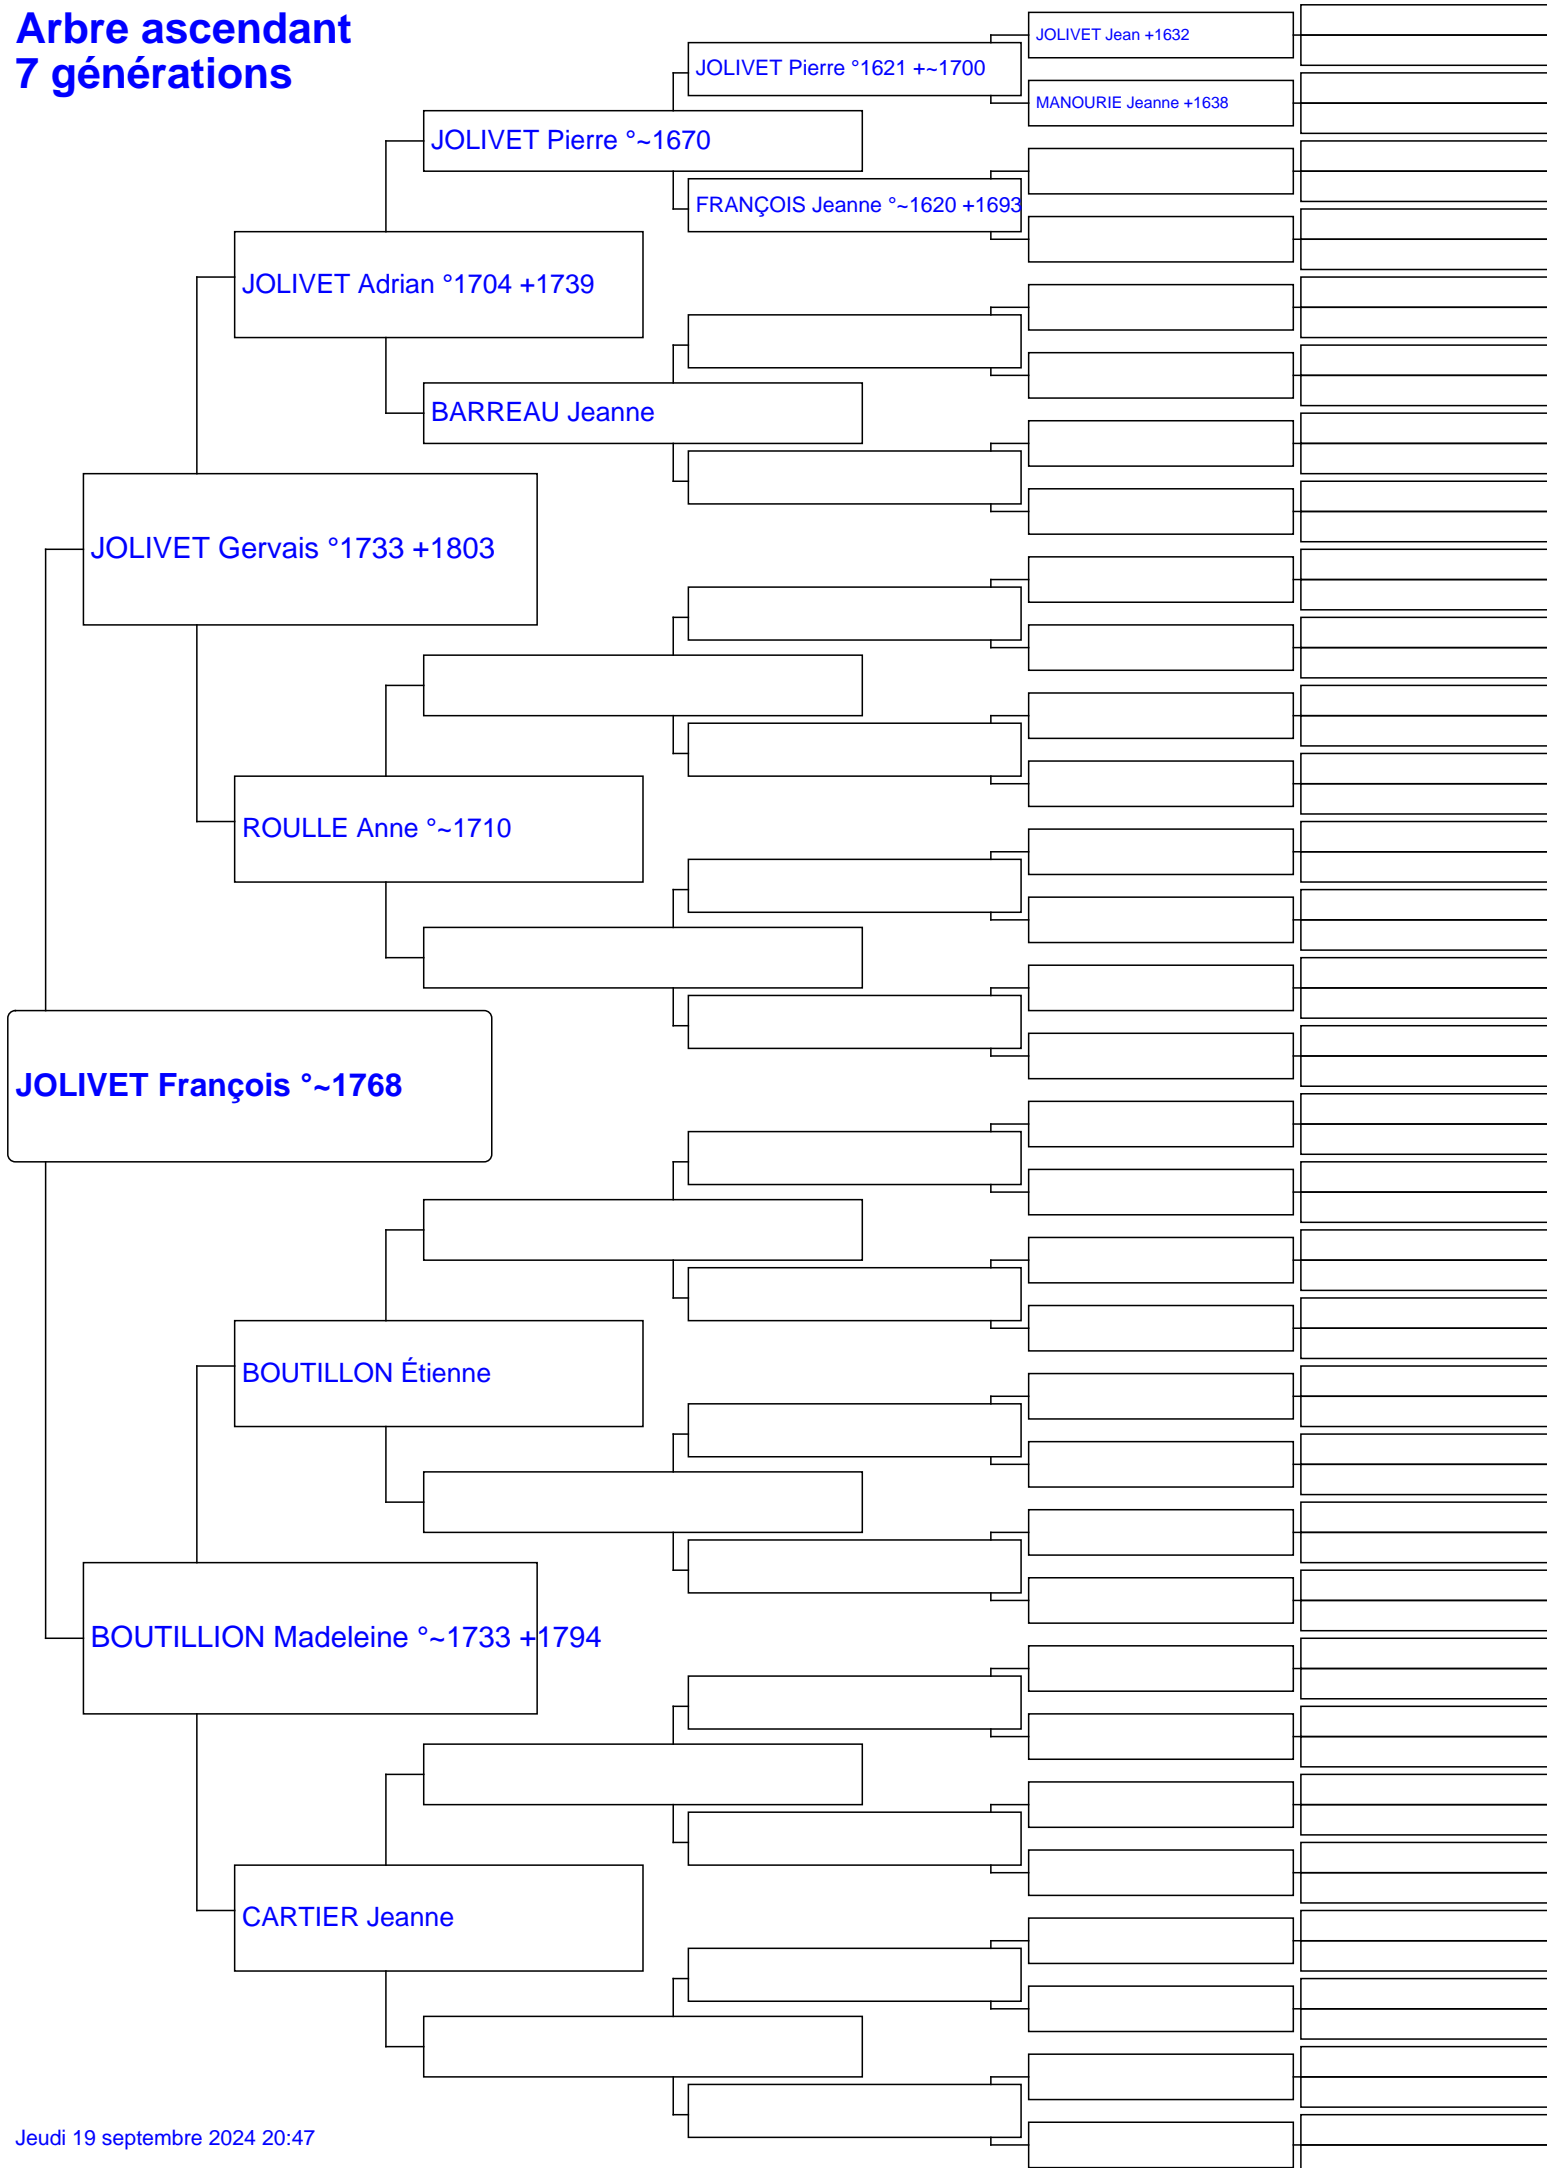 Arbre ascendant
7 générations
JOLIVET Jean +1632
JOLIVET Pierre °1621 +~1700
MANOURIE Jeanne +1638
JOLIVET Pierre °~1670
FRANÇOIS Jeanne °~1620 +1693
JOLIVET Adrian °1704 +1739
BARREAU Jeanne
JOLIVET Gervais °1733 +1803
ROULLE Anne °~1710
JOLIVET François °~1768
BOUTILLON Étienne
BOUTILLION Madeleine °~1733 +1794
CARTIER Jeanne
Jeudi 19 septembre 2024 20:47